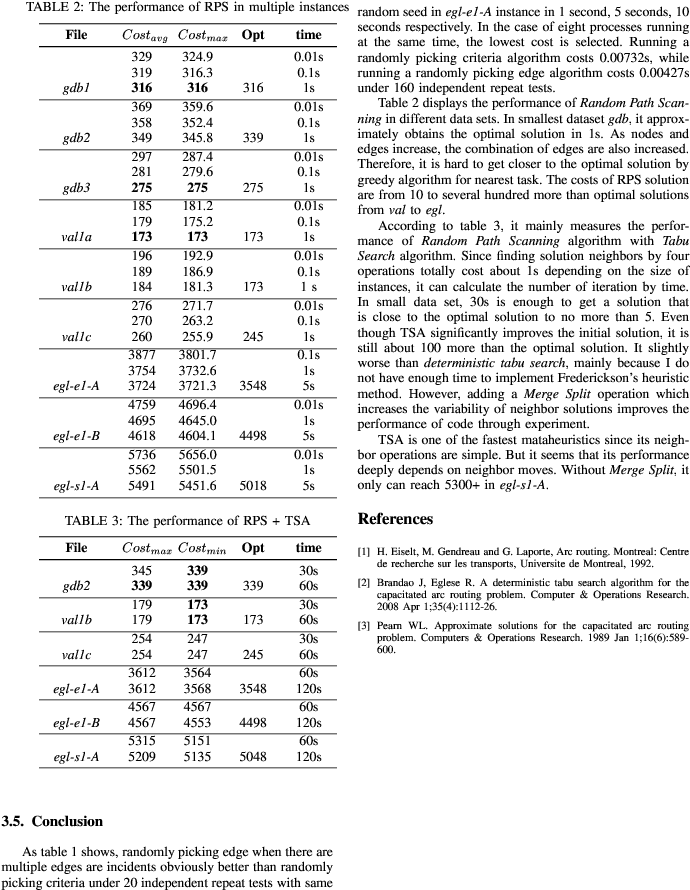 TABLE 2: The performance of RPS in multiple instances
File Cost_avg Cost_max Opt time
329 324.9 0.01s
319 316.3 0.1s
gdb1 316 316 316 1s
369 359.6 0.01s
358 352.4 0.1s
gdb2 349 345.8 339 1s
297 287.4 0.01s
281 279.6 0.1s
gdb3 275 275 275 1s
185 181.2 0.01s
179 175.2 0.1s
val1a 173 173 173 1s
196 192.9 0.01s
189 186.9 0.1s
val1b 184 181.3 173 1 s
276 271.7 0.01s
270 263.2 0.1s
val1c 260 255.9 245 1s
3877 3801.7 0.1s
3754 3732.6 1s
egl-e1-A 3724 3721.3 3548 5s
4759 4696.4 0.01s
4695 4645.0 1s
egl-e1-B 4618 4604.1 4498 5s
5736 5656.0 0.01s
5562 5501.5 1s
egl-s1-A 5491 5451.6 5018 5s
TABLE 3: The performance of RPS + TSA
File Cost_max Cost_min Opt time
345 339 30s
gdb2 339 339 339 60s
179 173 30s
val1b 179 173 173 60s
254 247 30s
val1c 254 247 245 60s
3612 3564 60s
egl-e1-A 3612 3568 3548 120s
4567 4567 60s
egl-e1-B 4567 4553 4498 120s
5315 5151 60s
egl-s1-A 5209 5135 5048 120s
3.5. Conclusion
As table 1 shows, randomly picking edge when there are
multiple edges are incidents obviously better than randomly
picking criteria under 20 independent repeat tests with same
random seed in egl-e1-A instance in 1 second, 5 seconds, 10
seconds respectively. In the case of eight processes running
at the same time, the lowest cost is selected. Running a
randomly picking criteria algorithm costs 0.00732s, while
running a randomly picking edge algorithm costs 0.00427s
under 160 independent repeat tests.
Table 2 displays the performance of Random Path Scan-
ning in different data sets. In smallest dataset gdb, it approx-
imately obtains the optimal solution in 1s. As nodes and
edges increase, the combination of edges are also increased.
Therefore, it is hard to get closer to the optimal solution by
greedy algorithm for nearest task. The costs of RPS solution
are from 10 to several hundred more than optimal solutions
from val to egl.
According to table 3, it mainly measures the perfor-
mance of Random Path Scanning algorithm with Tabu
Search algorithm. Since finding solution neighbors by four
operations totally cost about 1s depending on the size of
instances, it can calculate the number of iteration by time.
In small data set, 30s is enough to get a solution that
is close to the optimal solution to no more than 5. Even
though TSA significantly improves the initial solution, it is
still about 100 more than the optimal solution. It slightly
worse than deterministic tabu search, mainly because I do
not have enough time to implement Frederickson's heuristic
method. However, adding a Merge Split operation which
increases the variability of neighbor solutions improves the
performance of code through experiment.
TSA is one of the fastest mataheuristics since its neigh-
bor operations are simple. But it seems that its performance
deeply depends on neighbor moves. Without Merge Split, it
only can reach 5300+ in egl-s1-A.
References
[1] H. Eiselt, M. Gendreau and G. Laporte, Arc routing. Montreal: Centre
de recherche sur les transports, Universite de Montreal, 1992.
[2] Brandao J, Eglese R. A deterministic tabu search algorithm for the
capacitated arc routing problem. Computer & Operations Research.
2008 Apr 1;35(4):1112-26.
[3] Pearn WL. Approximate solutions for the capacitated arc routing
problem. Computers & Operations Research. 1989 Jan 1;16(6):589-
600.